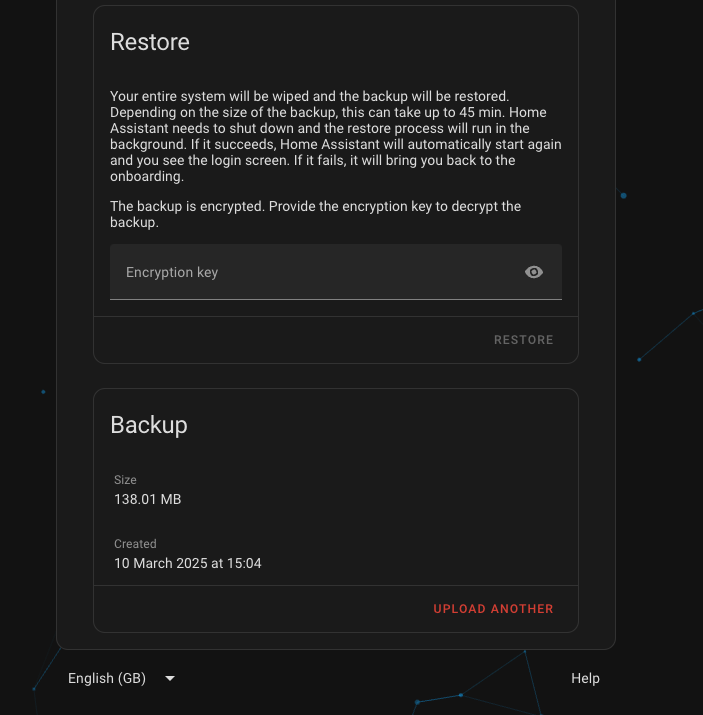 Restore
Your entire system will be wiped and the backup will be restored.
Depending on the size of the backup, this can take up to 45 min. Home
Assistant needs to shut down and the restore process will run in the
background. If it succeeds, Home Assistant will automatically start again
and you see the login screen. If it fails, it will bring you back to the
onboarding.
The backup is encrypted. Provide the encryption key to decrypt the
backup.
Encryption key
RESTORE
Backup
Size
138.01 MB
Created
10 March 2025 at 15:04
UPLOAD ANOTHER
English (GB)
Help